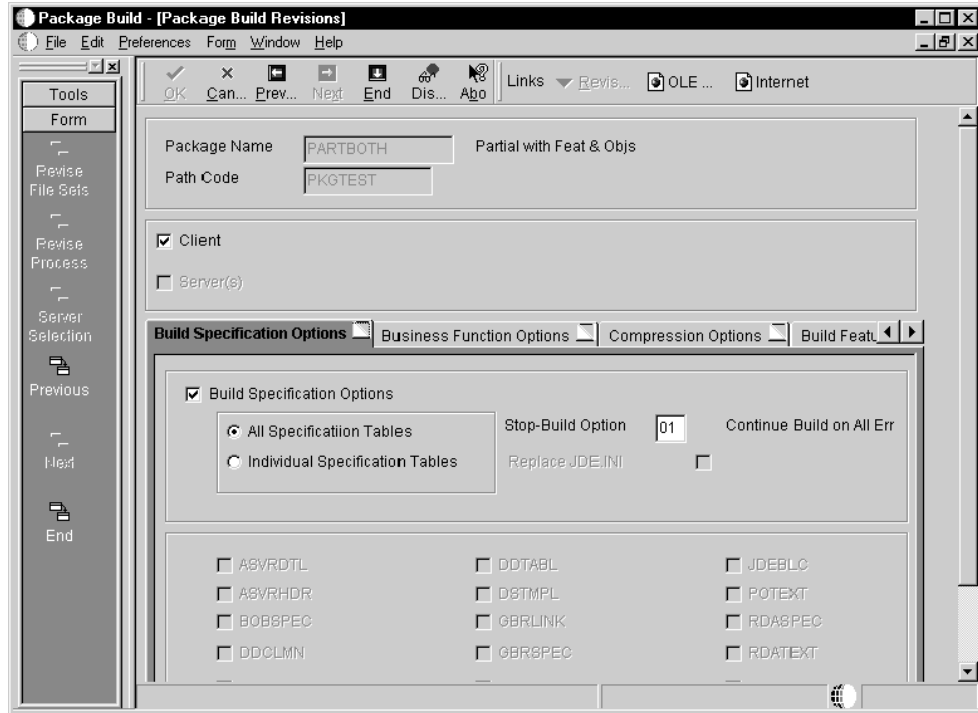 Package Build - [Package Build Revisions]
File Edit Preferences Form Window Help
Tools
Form
Revise
File Sets
Revise
Process
Server
Selection
Previous
Next
End
OK Can... Prev... Next End Dis... Abo Links Revis... OLE ... Internet
Package Name PARTBOTH Partial with Feat & Objs
Path Code PKGTEST
Client
Server(s)
Build Specification Options Business Function Options Compression Options Build Featu
Build Specification Options
All Specificatiion Tables
Individual Specification Tables
Stop-Build Option 01 Continue Build on All Err
Replace JDE.INI
ASVRDTL DDTABL JDEBLC
ASVRHDR DSTMPL POTEXT
BOBSPEC GBRLINK RDASPEC
DDCLMN GBRSPEC RDATEXT